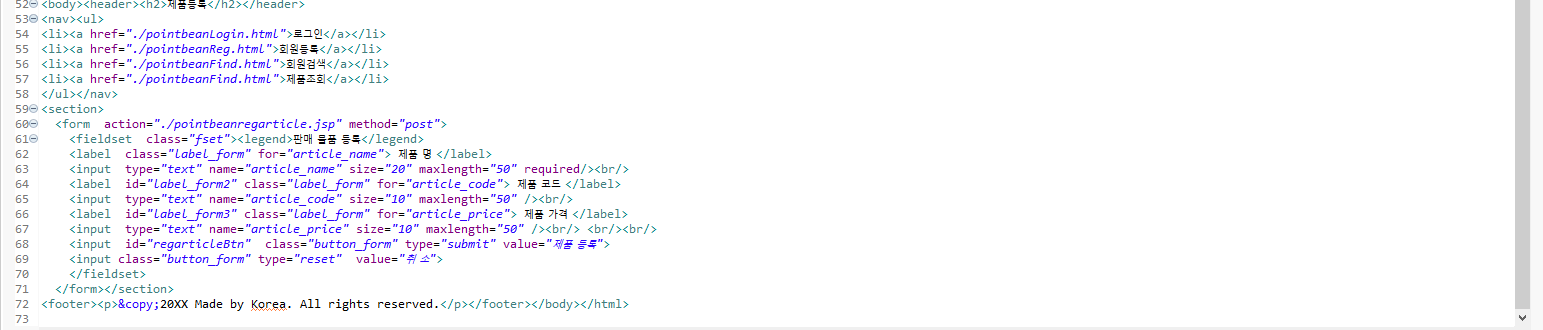 52 <body><header><h2>제품등록</h2></header>
53 <nav><ul>
54 <li><a href="./pointbeanLogin.html">로그인</a></li>
55 <li><a href="./pointbeanReg.html">회원등록</a></li>
56 <li><a href="./pointbeanFind.html">회원검색</a></li>
57 <li><a href="./pointbeanFind.html">제품조회</a></li>
58 </ul></nav>
59 <section>
60 <form  action="./pointbeanregarticle.jsp" method="post">
61 <fieldset  class="fset"><legend>판매 물품 등록</legend>
62 <label  class="label_form" for="article_name"> 제품 명 </label>
63 <input  type="text" name="article_name" size="20" maxlength="50" required/><br/>
64 <label  id="label_form2" class="label_form" for="article_code"> 제품 코드 </label>
65 <input  type="text" name="article_code" size="10" maxlength="50" /><br/>
66 <label  id="label_form3" class="label_form" for="article_price"> 제품 가격 </label>
67 <input  type="text" name="article_price" size="10" maxlength="50" /><br/> <br/><br/>
68 <input  id="regarticleBtn"  class="button_form" type="submit" value="제품 등록">
69 <input class="button_form" type="reset"  value="취 소">
70 </fieldset>
71 </form></section>
72 <footer><p>&copy;20XX Made by Korea. All rights reserved.</p></footer></body></html>
73